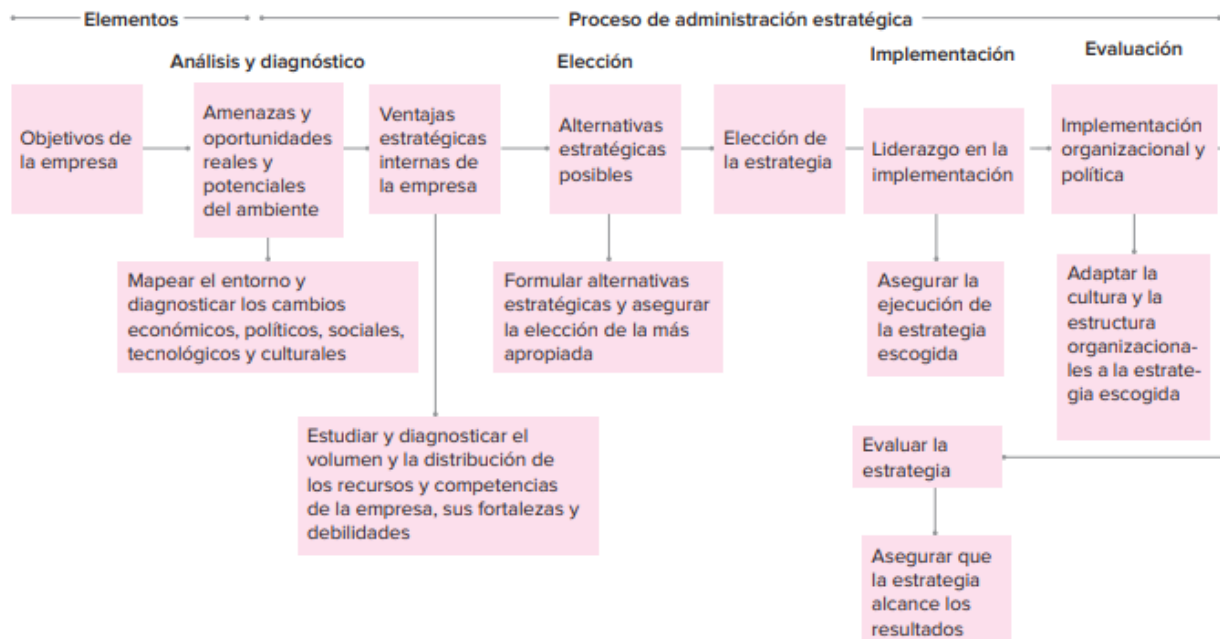 Elementos
Proceso de administración estratégica
Análisis y diagnóstico
Elección
Implementación
Evaluación
Objetivos de
la empresa
Amenazas y
oportunidades
reales y
potenciales
del ambiente
Ventajas
estratégicas
internas de
la empresa
Alternativas
estratégicas
posibles
Elección de
la estrategia
Liderazgo en la
implementación
Implementación
organizacional y
política
Mapear el entorno y
diagnosticar los cambios
económicos, políticos, sociales,
tecnológicos y culturales
Formular alternativas
estratégicas y asegurar
la elección de la más
apropiada
Asegurar la
ejecución de
la estrategia
escogida
Adaptar la
cultura y la
estructura
organizaciona-
les a la estrate-
gia escogida
Estudiar y diagnosticar el
volumen y la distribución de
los recursos y competencias
de la empresa, sus fortalezas y
debilidades
Evaluar la
estrategia
Asegurar que
la estrategia
alcance los
resultados